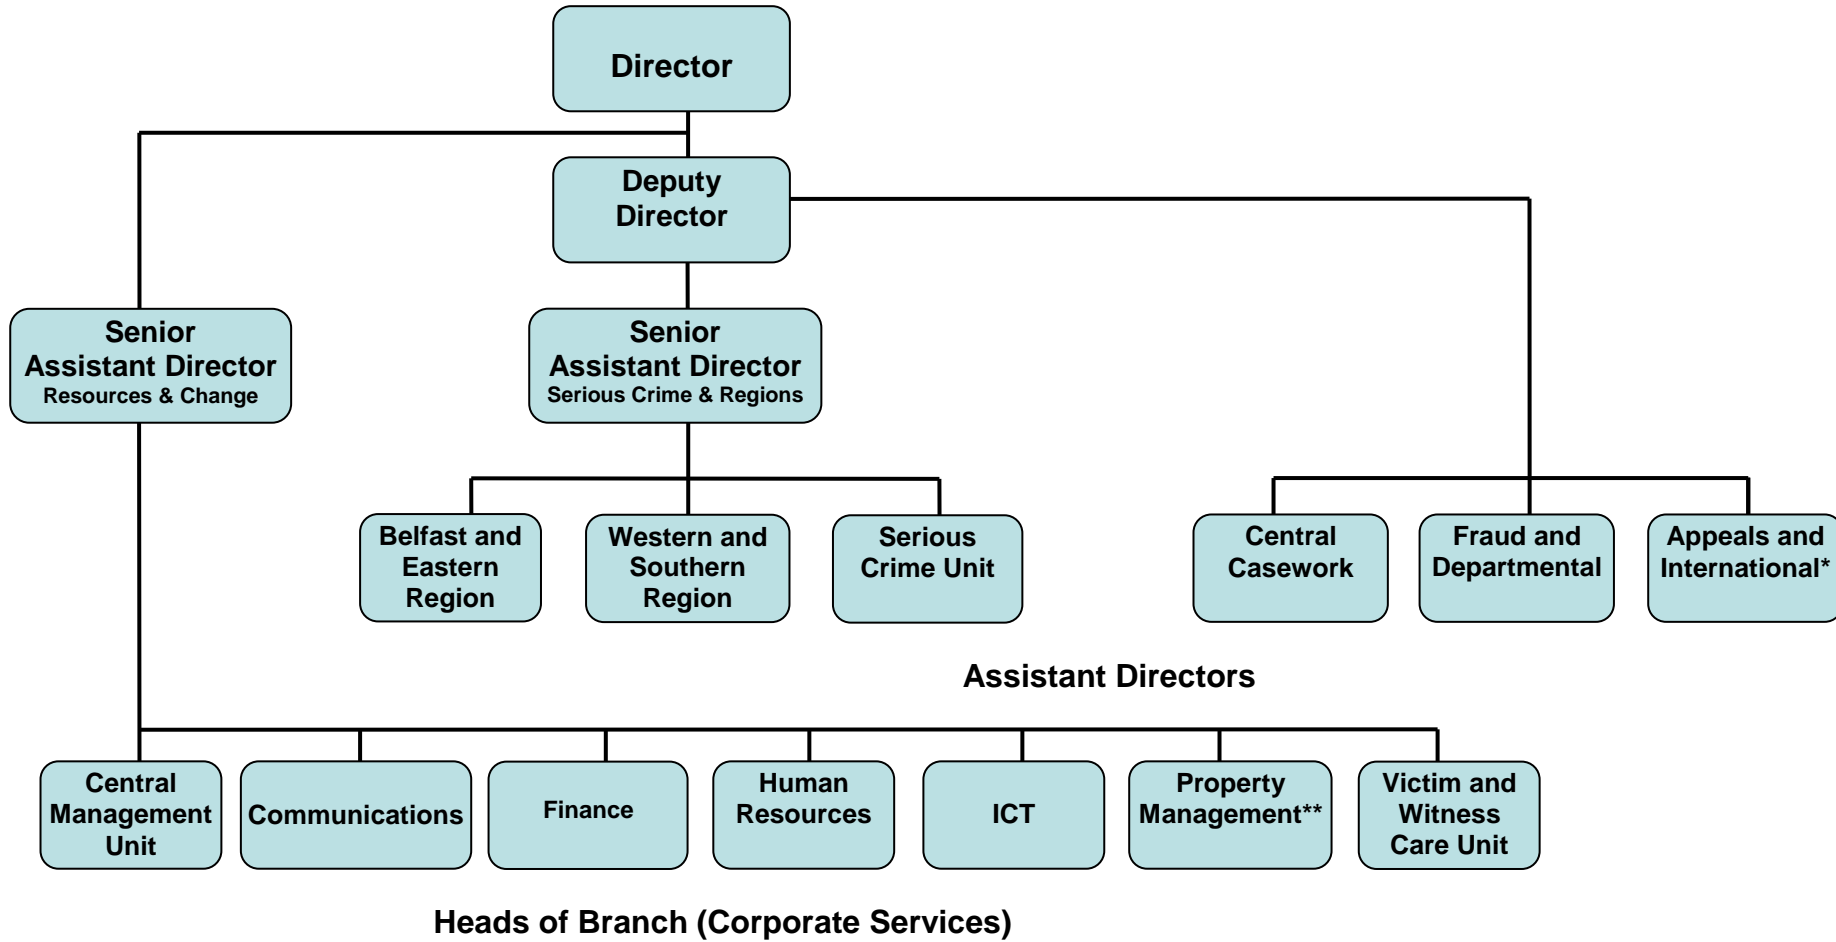 Director
Deputy
Director
Senior
Assistant Director
Resources & Change
Senior
Assistant Director
Serious Crime & Regions
Belfast and
Eastern
Region
Western and
Southern
Region
Serious
Crime Unit
Central
Casework
Fraud and
Departmental
Appeals and
International*
Assistant Directors
Central
Management
Unit
Communications
Finance
Human
Resources
ICT
Property
Management**
Victim and
Witness
Care Unit
Heads of Branch (Corporate Services)